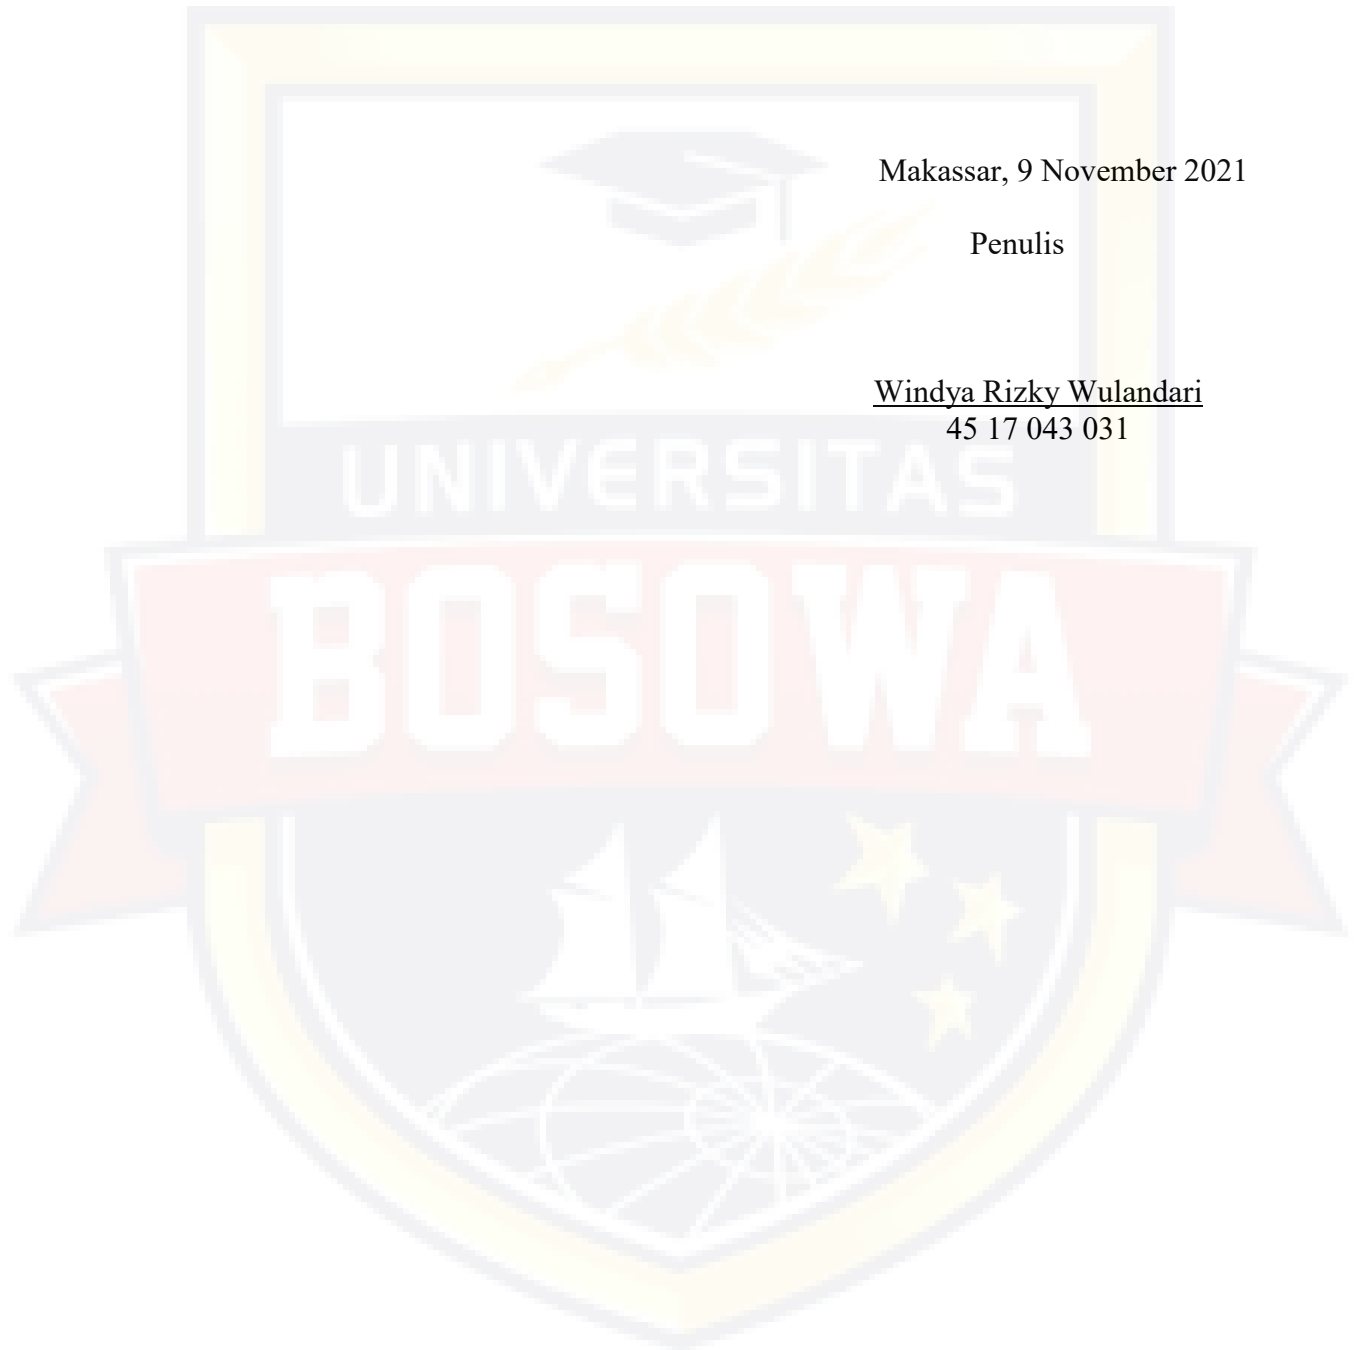 Makassar, 9 November 2021
Penulis
Windya Rizky Wulandari
45 17 043 031
UNIVERSITAS
BOSOWA